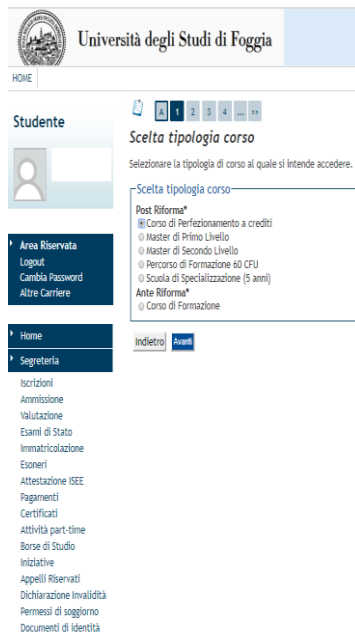 Università degli Studi di Foggia
HOME
Studente
Area Riservata
Logout
Cambia Password
Altre Carriere
Home
Segreteria
Iscrizioni
Ammissione
Valutazione
Esami di Stato
Immatricolazione
Esoneri
Attestazione ISEE
Pagamenti
Certificati
Attività part-time
Borse di Studio
Iniziative
Appelli Riservati
Dichiarazione Invalidità
Permessi di soggiorno
Documenti di identità
A 1 2 3 4 ... >>
Scelta tipologia corso
Selezionare la tipologia di corso al quale si intende accedere.
Scelta tipologia corso
Post Riforma*
Corso di Perfezionamento a crediti
Master di Primo Livello
Master di Secondo Livello
Percorso di Formazione 60 CFU
Scuola di Specializzazione (5 anni)
Ante Riforma*
Corso di Formazione
Indietro Avanti